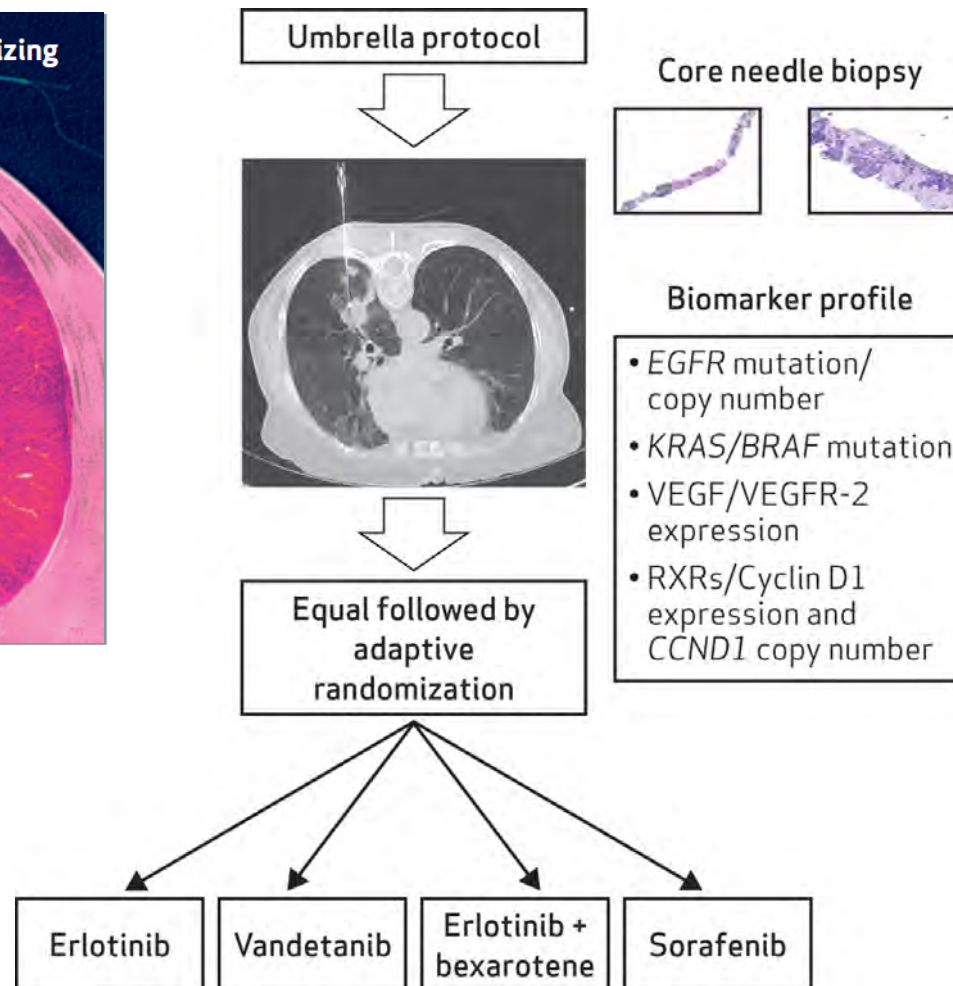 Umbrella protocol
Core needle biopsy
Biomarker profile
• EGFR mutation/
copy number
• KRAS/BRAF mutation
• VEGF/VEGFR-2
expression
• RXRs/Cyclin D1
expression and
CCND1 copy number
Equal followed by
adaptive
randomization
Erlotinib
Vandetanib
Erlotinib +
bexarotene
Sorafenib